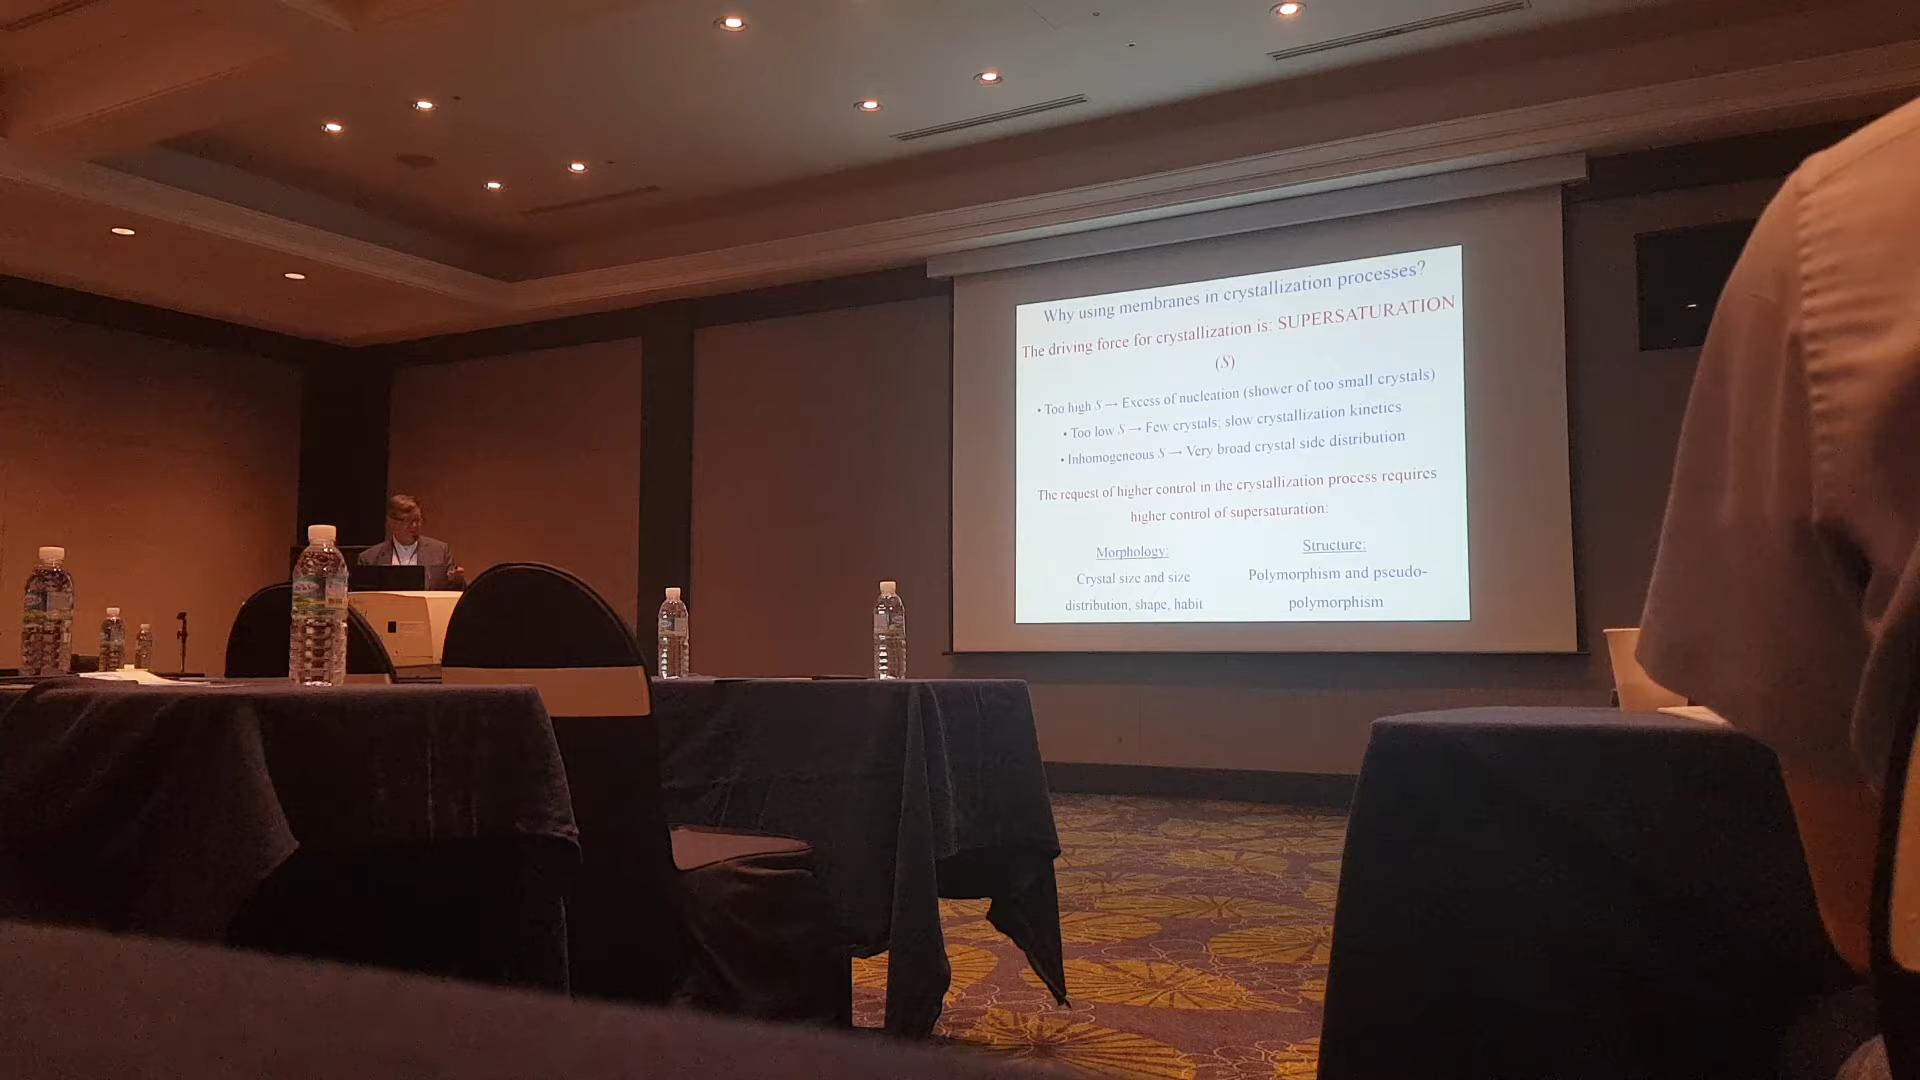 Why using membranes in crystallization processes?
The driving force for crystallization is: SUPERSATURATION
(S)
• Too high S → Excess of nucleation (shower of too small crystals)
• Too low S → Few crystals; slow crystallization kinetics
• Inhomogeneous S → Very broad crystal side distribution
The request of higher control in the crystallization process requires
higher control of supersaturation:
Morphology:
Crystal size and size
distribution, shape, habit
Structure:
Polymorphism and pseudo-
polymorphism